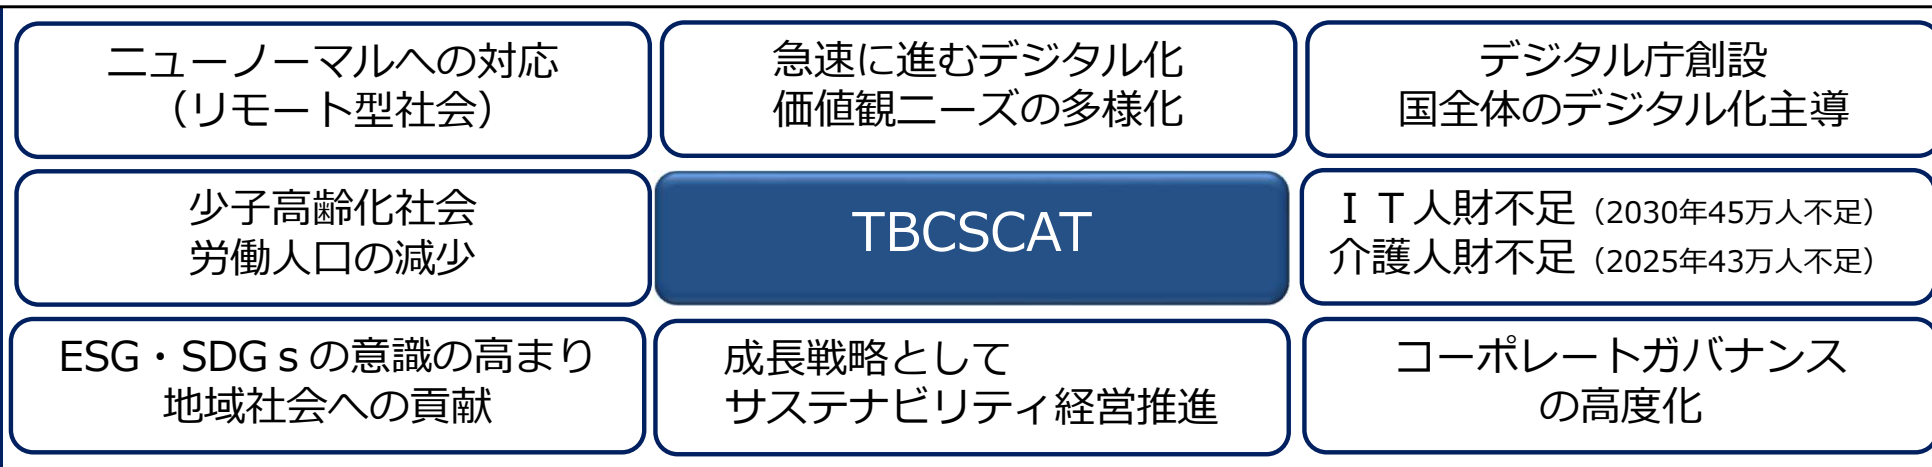 ニューノーマルへの対応
（リモート型社会）
急速に進むデジタル化
価値観ニーズの多様化
デジタル庁創設
国全体のデジタル化主導
少子高齢化社会
労働人口の減少
TBCSCAT
ＩＴ人財不足（2030年45万人不足）
介護人財不足（2025年43万人不足）
ESG・SDGｓの意識の高まり
地域社会への貢献
成長戦略として
サステナビリティ経営推進
コーポレートガバナンス
の高度化